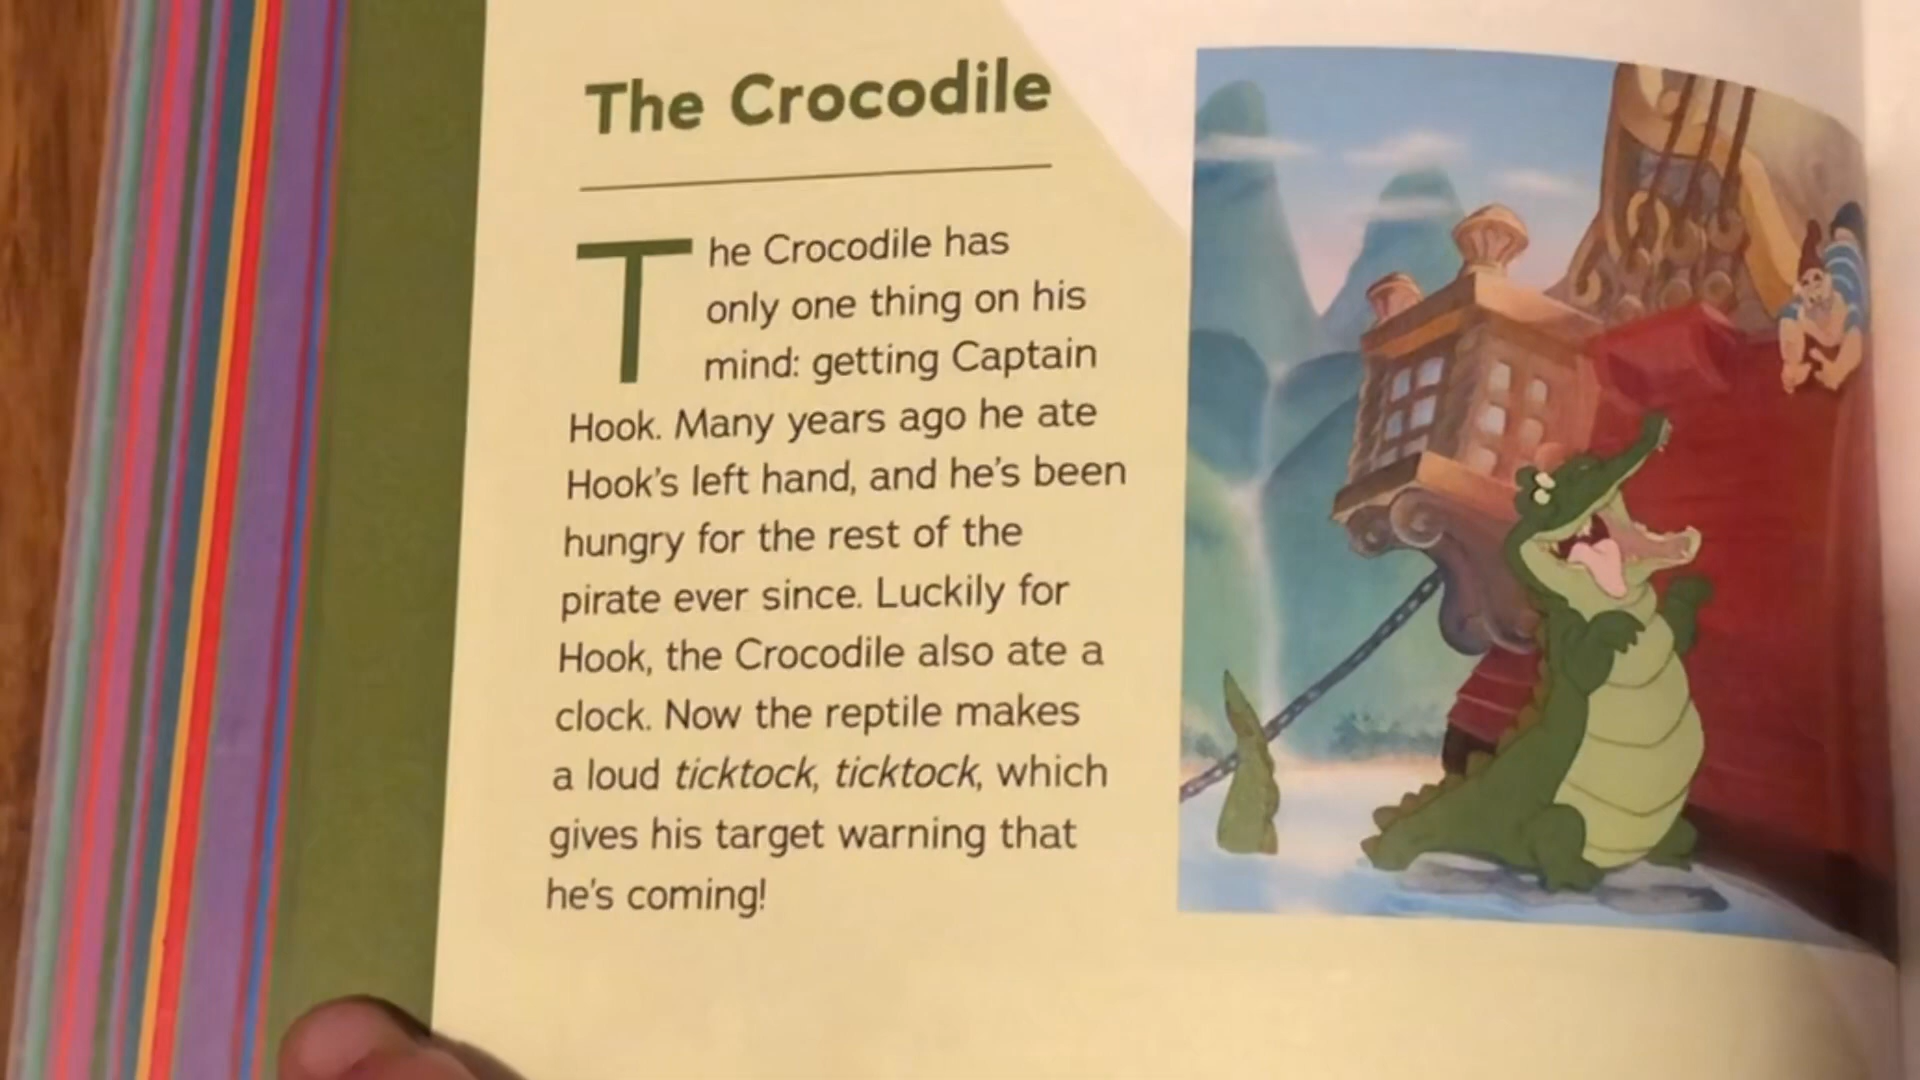 The Crocodile
The Crocodile has
only one thing on his
mind: getting Captain
Hook. Many years ago he ate
Hook's left hand, and he's been
hungry for the rest of the
pirate ever since. Luckily for
Hook, the Crocodile also ate a
clock. Now the reptile makes
a loud ticktock, ticktock, which
gives his target warning that
he's coming!